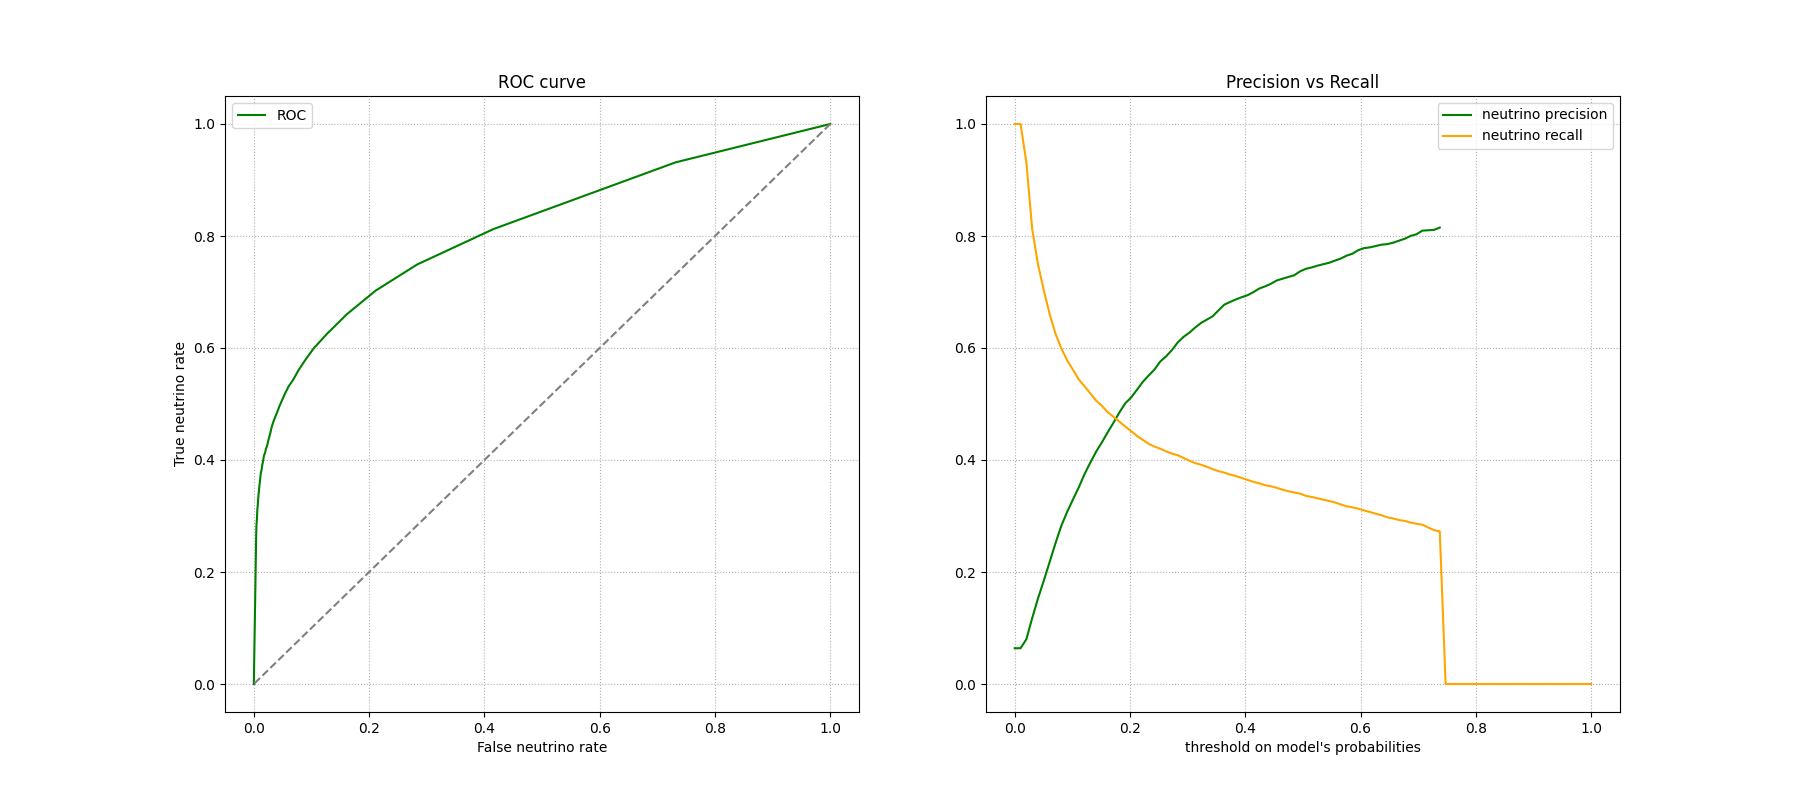 ROC curve
ROC
1.0
0.8
0.6
0.4
0.2
0.0
True neutrino rate
0.0 0.2 0.4 0.6 0.8 1.0
False neutrino rate
Precision vs Recall
neutrino precision
neutrino recall
1.0
0.8
0.6
0.4
0.2
0.0
0.0 0.2 0.4 0.6 0.8 1.0
threshold on model's probabilities